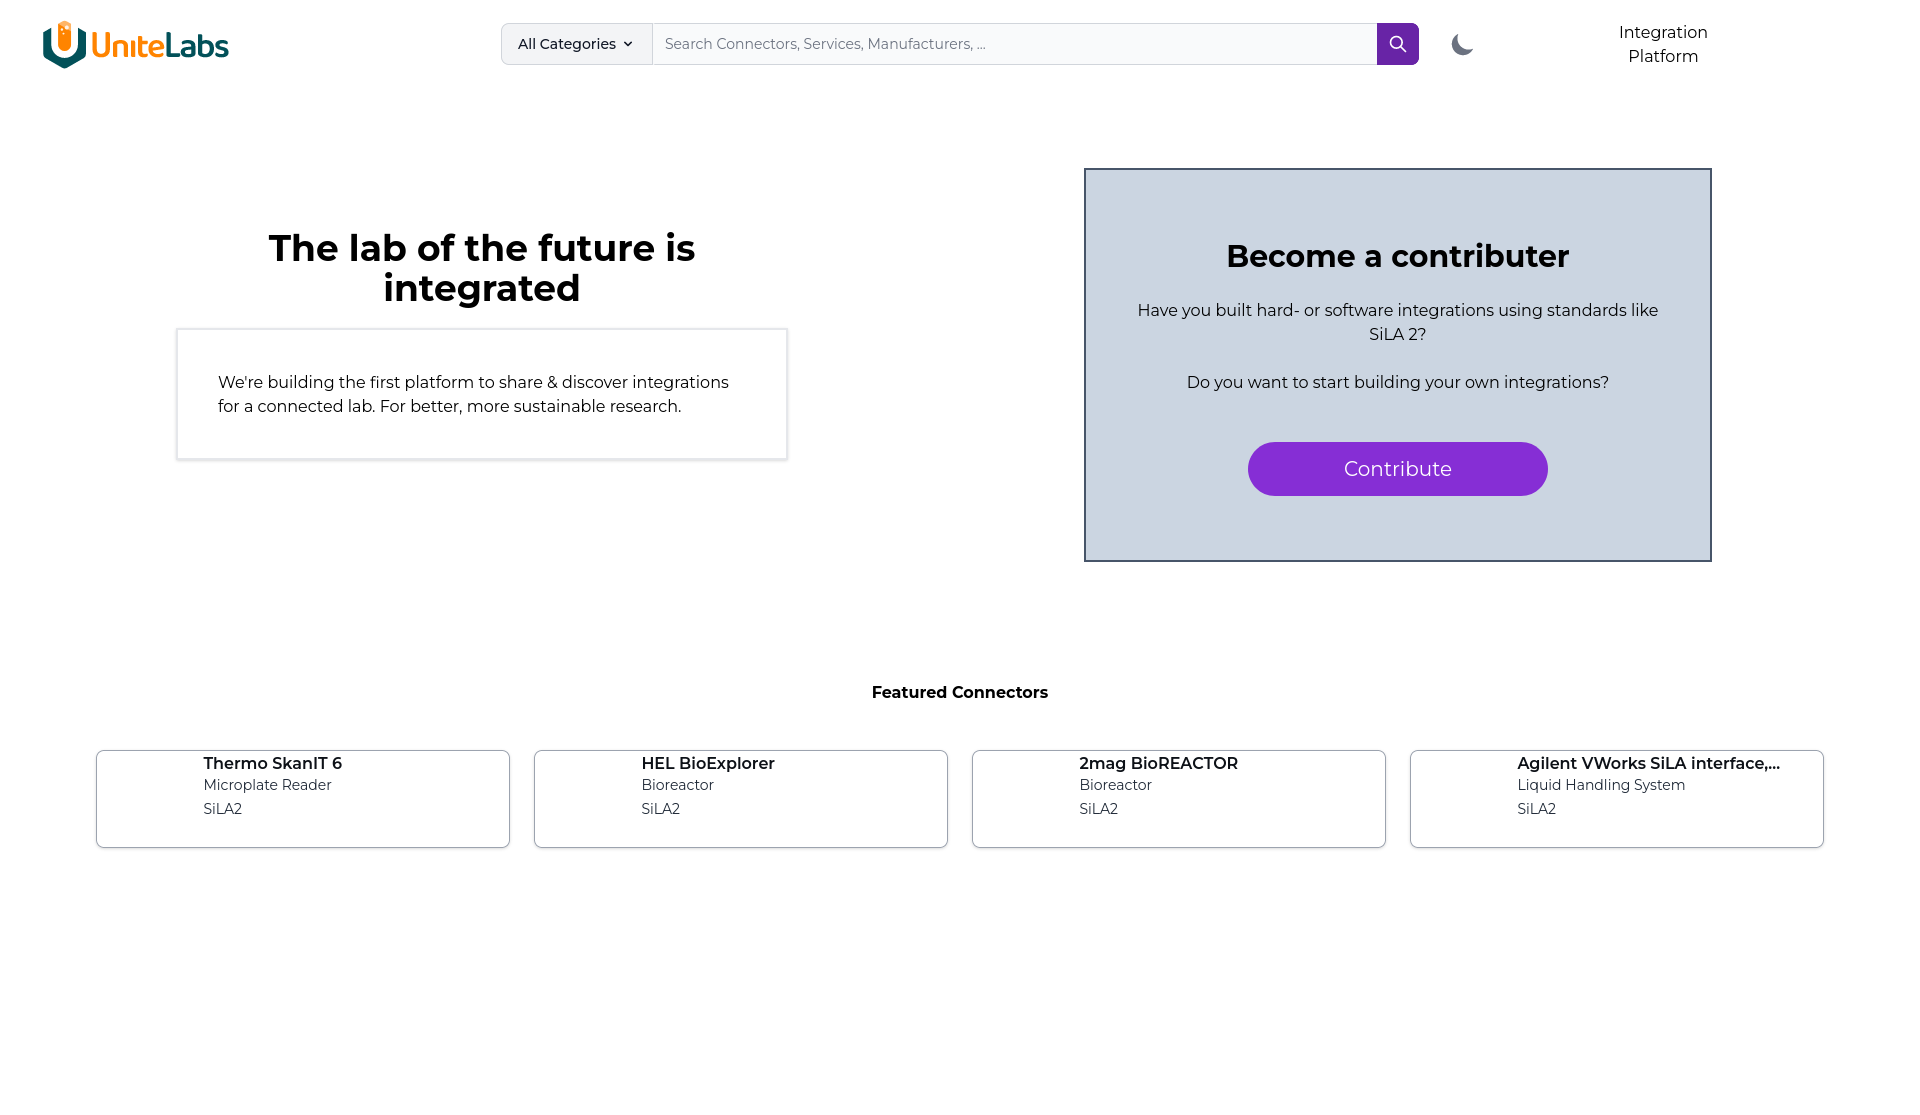 UniteLabs
All Categories
Search Connectors, Services, Manufacturers, ...
Integration
Platform
The lab of the future is
integrated
We're building the first platform to share & discover integrations
for a connected lab. For better, more sustainable research.
Become a contributer
Have you built hard- or software integrations using standards like
SiLA 2?
Do you want to start building your own integrations?
Contribute
Featured Connectors
Thermo SkanIT 6
Microplate Reader
SiLA2
HEL BioExplorer
Bioreactor
SiLA2
2mag BioREACTOR
Bioreactor
SiLA2
Agilent VWorks SiLA interface,...
Liquid Handling System
SiLA2